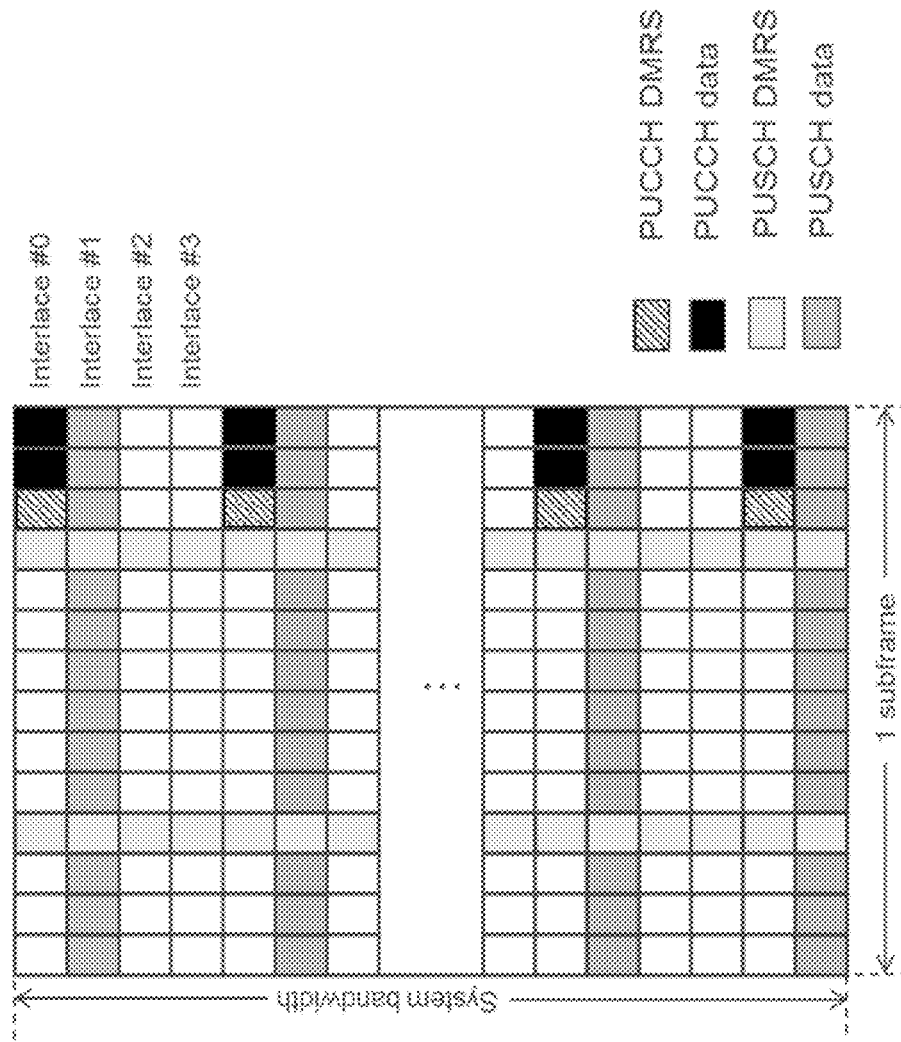 Interlace #0
Interlace #1
Interlace #2
Interlace #3
PUCCH DMRS
PUCCH data
PUSCH DMRS
PUSCH data
...
System bandwidth
1 subframe